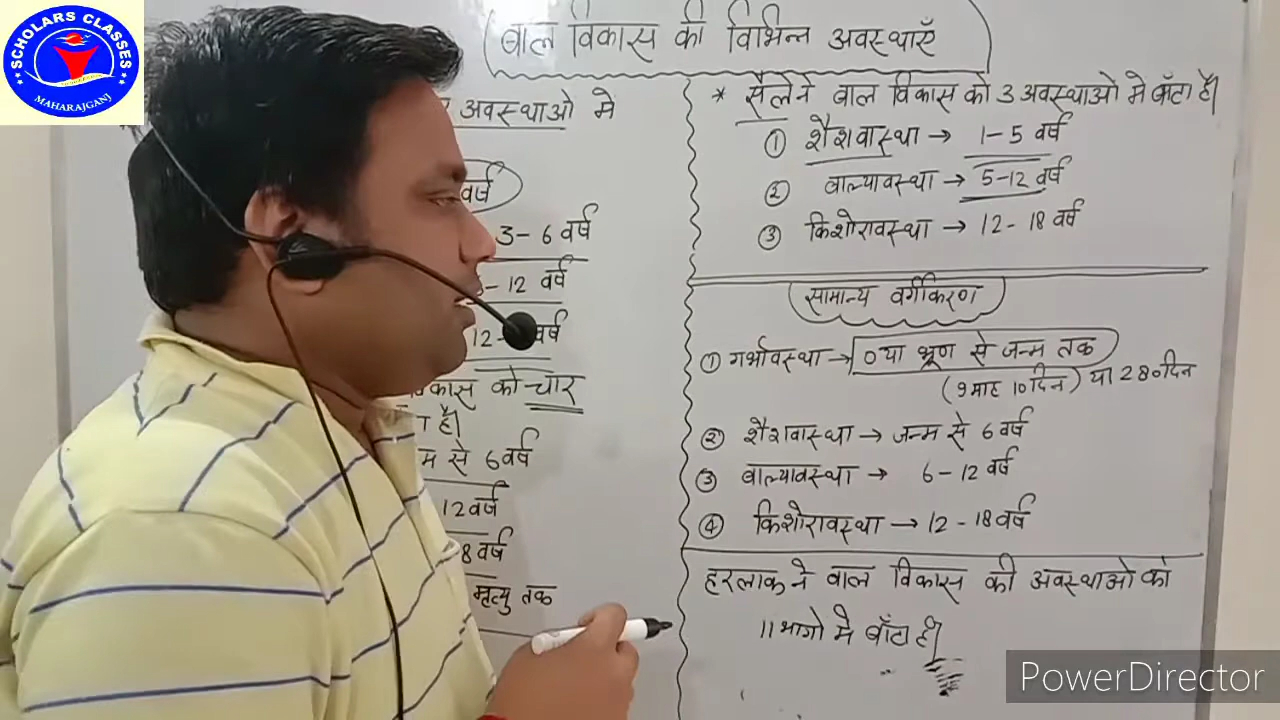 SCHOLARS CLASSES
MAHARAJGANJ
बाल विकास की विभिन्न अवस्थाएँ
अवस्थाओ मे
वर्ष
3 - 6 वर्ष
- 12 वर्ष
12 - वर्ष
विकास को चार
है।
से 6 वर्ष
12 वर्ष
8 वर्ष
मृत्यु तक
* सैले ने बाल विकास को 3 अवस्थाओ मे बाँटा है।
① शैशवास्था → 1-5 वर्ष
② बाल्यावस्था → 5-12 वर्ष
③ किशोरावस्था → 12-18 वर्ष
सामान्य वर्गीकरण
① गर्भावस्था → 0 या भ्रूण से जन्म तक
(9 माह 10 दिन) या 280 दिन
② शैशवास्था → जन्म से 6 वर्ष
③ बाल्यावस्था → 6-12 वर्ष
④ किशोरावस्था → 12-18 वर्ष
हरलाक ने बाल विकास की अवस्थाओ को
11 भागो मे बाँटा है।
PowerDirector